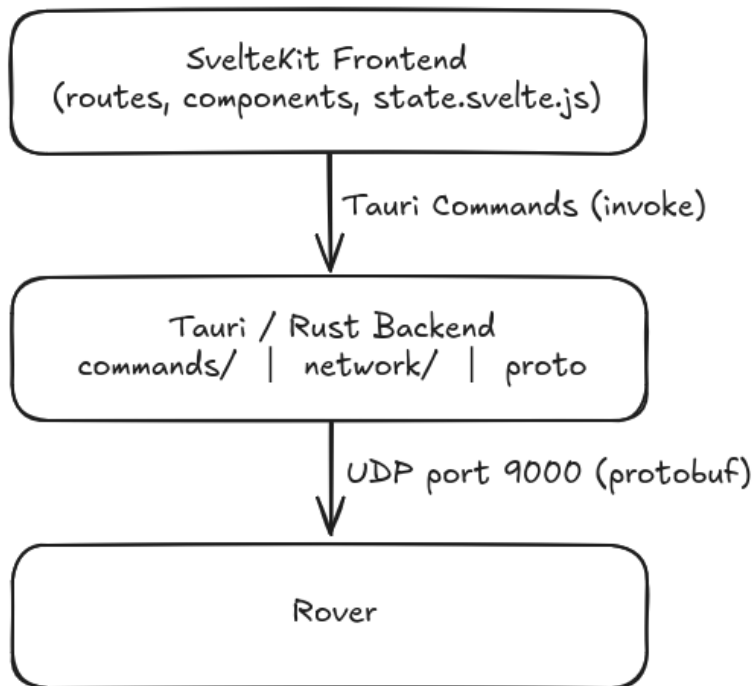 SvelteKit Frontend
(routes, components, state.svelte.js)
Tauri Commands (invoke)
Tauri / Rust Backend
commands/ | network/ | proto
UDP port 9000 (protobuf)
Rover